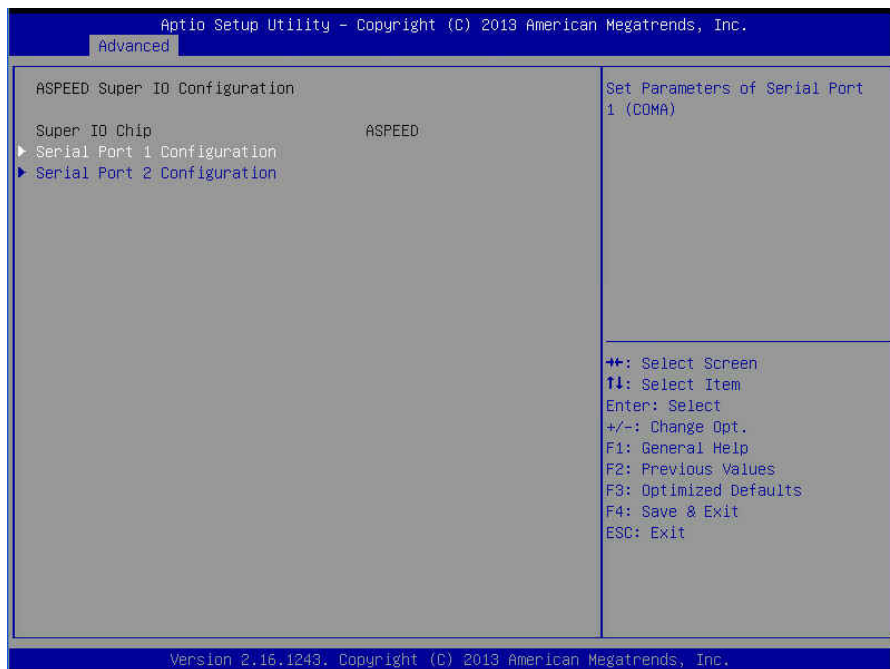 Aptio Setup Utility – Copyright (C) 2013 American Megatrends, Inc.
Advanced
ASPEED Super IO Configuration
Super IO Chip ASPEED
▶ Serial Port 1 Configuration
▶ Serial Port 2 Configuration
Set Parameters of Serial Port
1 (COMA)
→←: Select Screen
↑↓: Select Item
Enter: Select
+/-: Change Opt.
F1: General Help
F2: Previous Values
F3: Optimized Defaults
F4: Save & Exit
ESC: Exit
Version 2.16.1243. Copyright (C) 2013 American Megatrends, Inc.